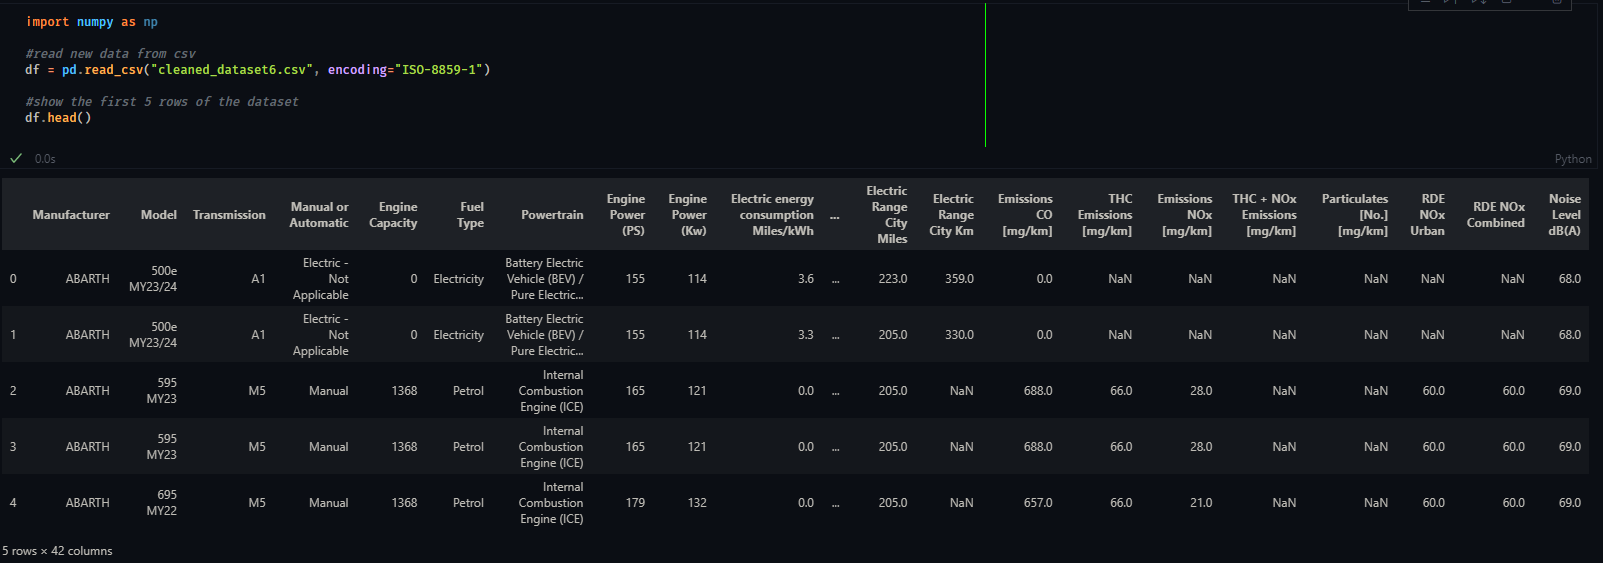 import numpy as np
#read new data from csv
df = pd.read_csv("cleaned_dataset6.csv", encoding="ISO-8859-1")
#show the first 5 rows of the dataset
df.head()
0.0s
Python
Manufacturer Model Transmission Manual or Automatic Engine Capacity Fuel Type Powertrain Engine Power (PS) Engine Power (Kw) Electric energy consumption Miles/kWh ... Electric Range City Miles Electric Range City Km Emissions CO [mg/km] THC Emissions [mg/km] Emissions NOx [mg/km] THC + NOx Emissions [mg/km] Particulates [No.] [mg/km] RDE NOx Urban RDE NOx Combined Noise Level dB(A)
0 ABARTH 500e MY23/24 A1 Electric - Not Applicable 0 Electricity Battery Electric Vehicle (BEV) / Pure Electric... 155 114 3.6 ... 223.0 359.0 0.0 NaN NaN NaN NaN NaN NaN 68.0
1 ABARTH 500e MY23/24 A1 Electric - Not Applicable 0 Electricity Battery Electric Vehicle (BEV) / Pure Electric... 155 114 3.3 ... 205.0 330.0 0.0 NaN NaN NaN NaN NaN NaN 68.0
2 ABARTH 595 MY23 M5 Manual 1368 Petrol Internal Combustion Engine (ICE) 165 121 0.0 ... 205.0 NaN 688.0 66.0 28.0 NaN NaN 60.0 60.0 69.0
3 ABARTH 595 MY23 M5 Manual 1368 Petrol Internal Combustion Engine (ICE) 165 121 0.0 ... 205.0 NaN 688.0 66.0 28.0 NaN NaN 60.0 60.0 69.0
4 ABARTH 695 MY22 M5 Manual 1368 Petrol Internal Combustion Engine (ICE) 179 132 0.0 ... 205.0 NaN 657.0 66.0 21.0 NaN NaN 60.0 60.0 69.0
5 rows × 42 columns